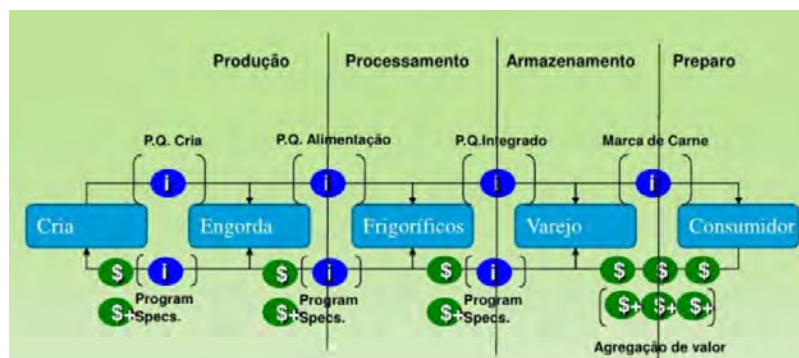 Produção Processamento Armazenamento Preparo
P.Q. Cria P.Q. Alimentação P.Q.Integrado Marca de Carne
i i i i
Cria Engorda Frigoríficos Varejo Consumidor
$ i $ i $ i $ $ $
$+ Program $+ Program $+ Program $+ $+ $+
Specs. Specs. Specs.
Agregação de valor